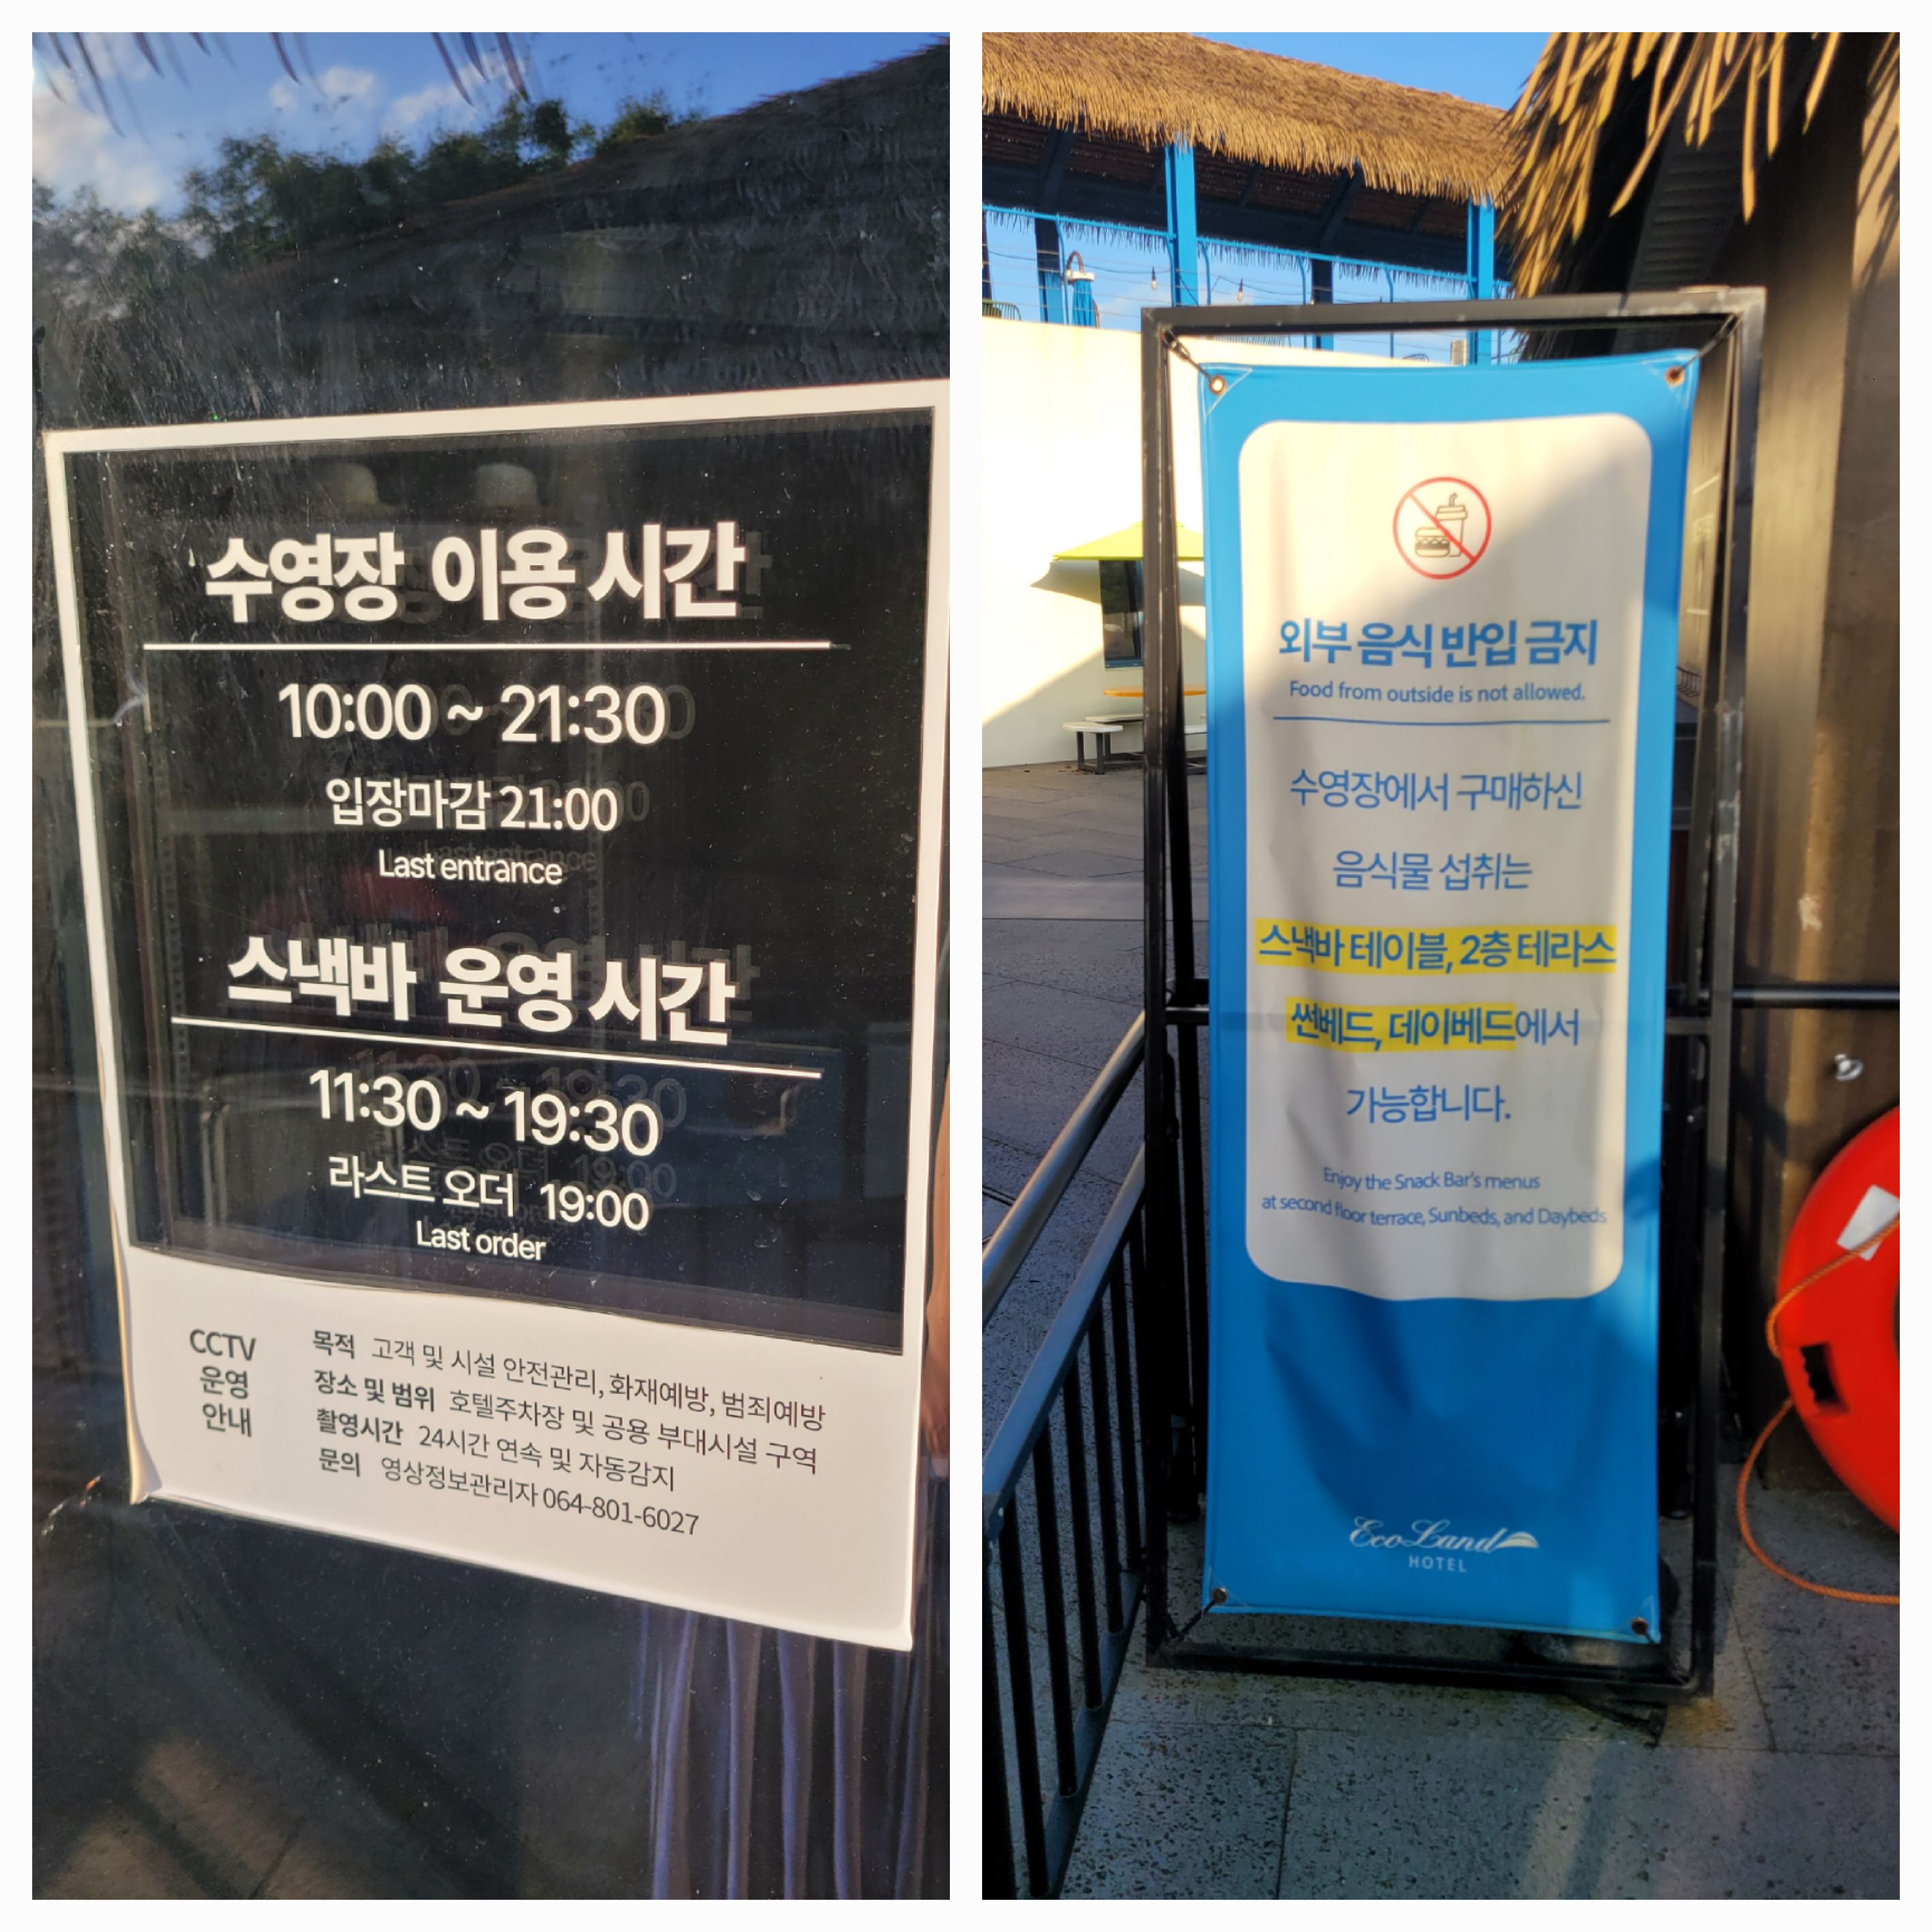 수영장 이용 시간
10:00 ~ 21:30
입장마감 21:00
Last entrance
스낵바 운영 시간
11:30 ~ 19:30
라스트 오더 19:00
Last order
CCTV
운영
안내
목적 고객 및 시설 안전관리, 화재예방, 범죄예방
장소 및 범위 호텔주차장 및 공용 부대시설 구역
촬영시간 24시간 연속 및 자동감지
문의 영상정보관리자 064-801-6027
외부 음식 반입 금지
Food from outside is not allowed.
수영장에서 구매하신
음식물 섭취는
스낵바 테이블, 2층 테라스
썬베드, 데이베드에서
가능합니다.
Enjoy the Snack Bar's menus
at second floor terrace, Sunbeds, and Daybeds
Eco Land
HOTEL